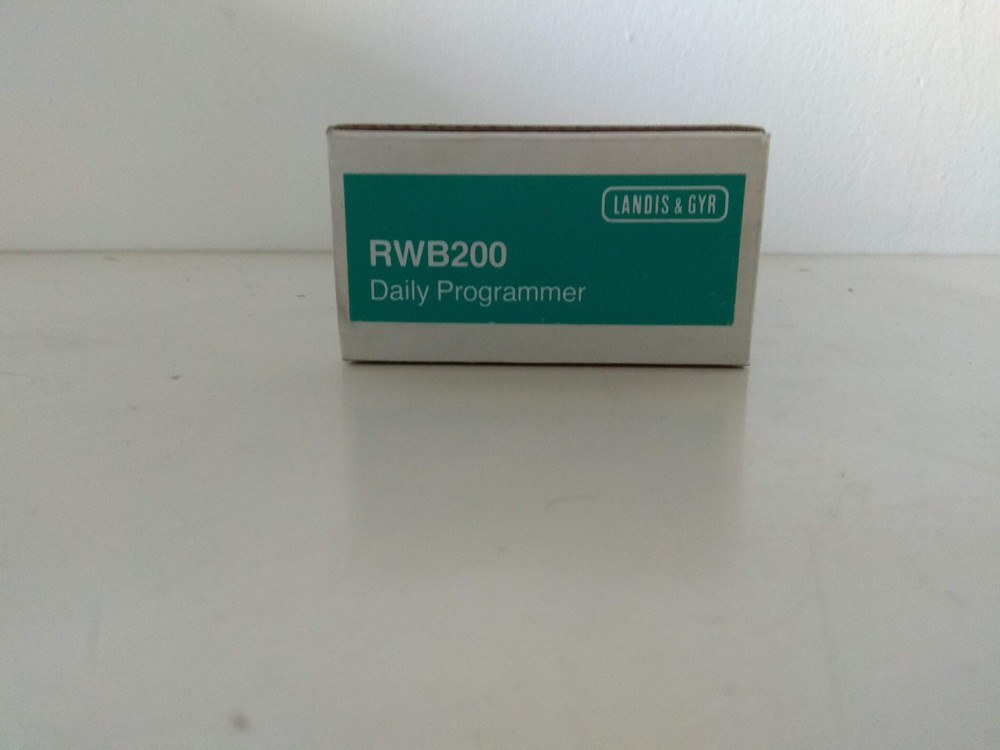 LANDIS & GYR
RWB200
Daily Programmer